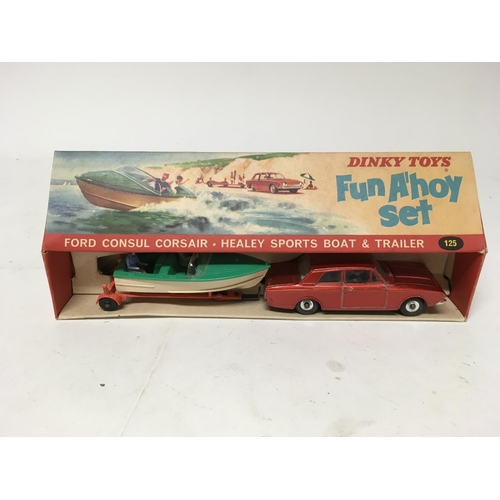 DINKY TOYS
Fun A'hoy
Set
FORD CONSUL CORSAIR · HEALEY SPORTS BOAT & TRAILER 125